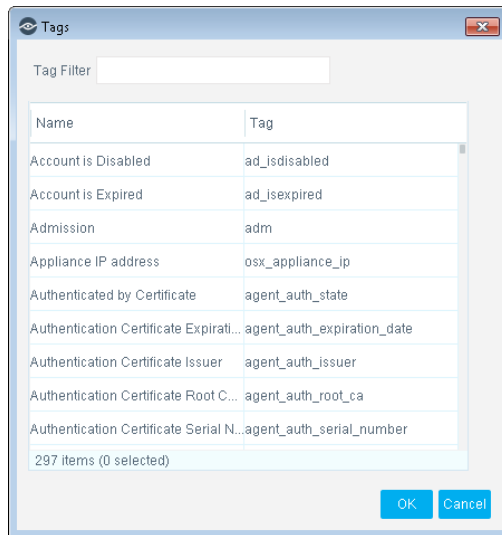 Tags
Tag Filter
Name Tag
Account is Disabled ad_isdisabled
Account is Expired ad_isexpired
Admission adm
Appliance IP address osx_appliance_ip
Authenticated by Certificate agent_auth_state
Authentication Certificate Expirati... agent_auth_expiration_date
Authentication Certificate Issuer agent_auth_issuer
Authentication Certificate Root C... agent_auth_root_ca
Authentication Certificate Serial N... agent_auth_serial_number
297 items (0 selected)
OK Cancel